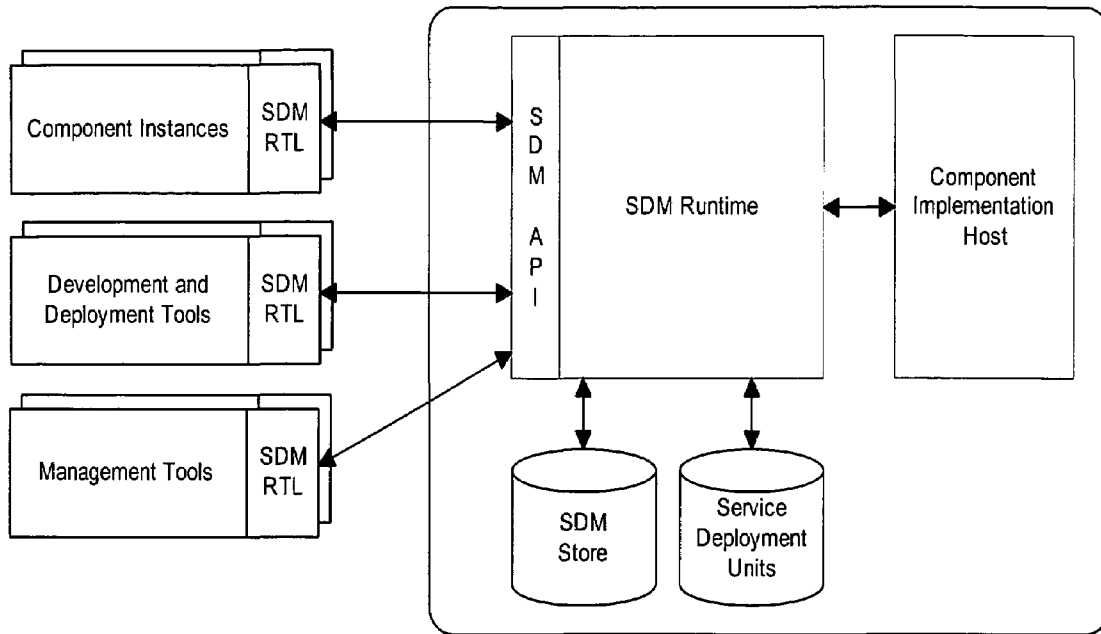 Component Instances
SDM
RTL
Development and
Deployment Tools
SDM
RTL
Management Tools
SDM
RTL
S
D
M
A
P
I
SDM Runtime
Component
Implementation
Host
SDM
Store
Service
Deployment
Units